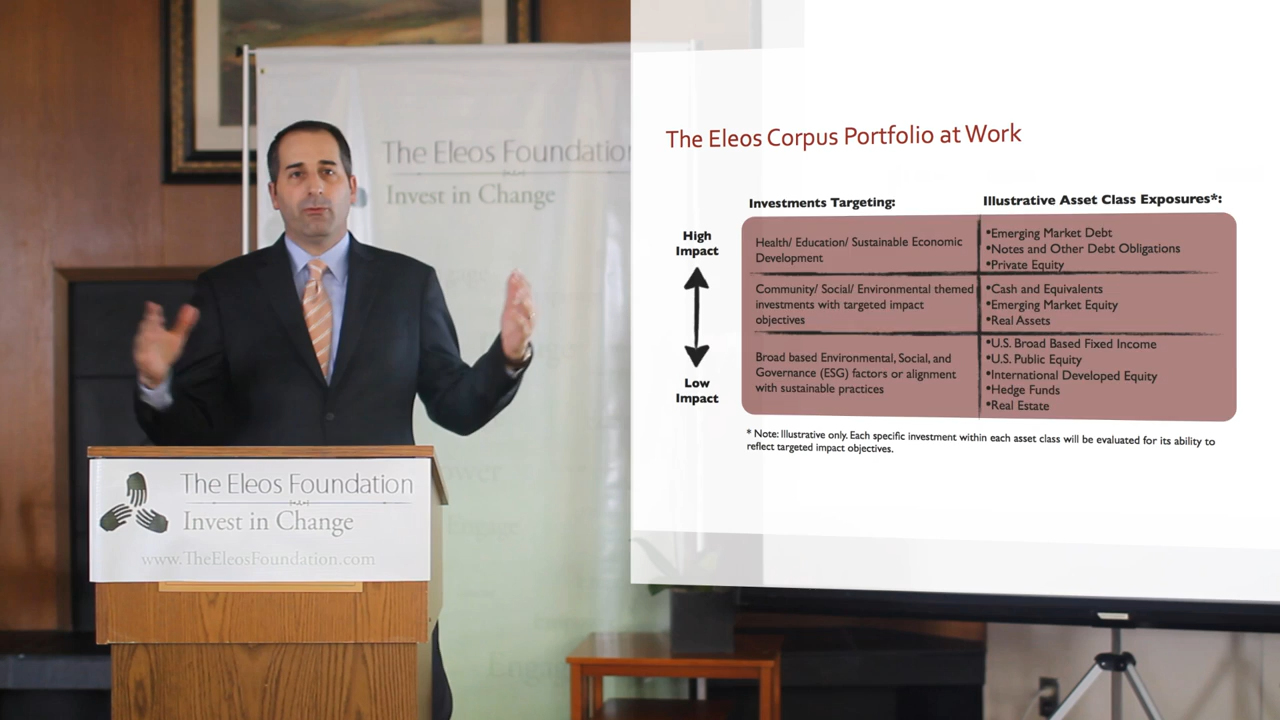 The Eleos Foundation
Invest in Change
The Eleos Foundation
Invest in Change
www.TheEleosFoundation.com
The Eleos Corpus Portfolio at Work
Investments Targeting:
Illustrative Asset Class Exposures*:
High
Impact
Low
Impact
Health/ Education/ Sustainable Economic
Development
•Emerging Market Debt
•Notes and Other Debt Obligations
•Private Equity
Community/ Social/ Environmental themed
investments with targeted impact
objectives
•Cash and Equivalents
•Emerging Market Equity
•Real Assets
Broad based Environmental, Social, and
Governance (ESG) factors or alignment
with sustainable practices
•U.S. Broad Based Fixed Income
•U.S. Public Equity
•International Developed Equity
•Hedge Funds
•Real Estate
* Note: Illustrative only. Each specific investment within each asset class will be evaluated for its ability to
reflect targeted impact objectives.